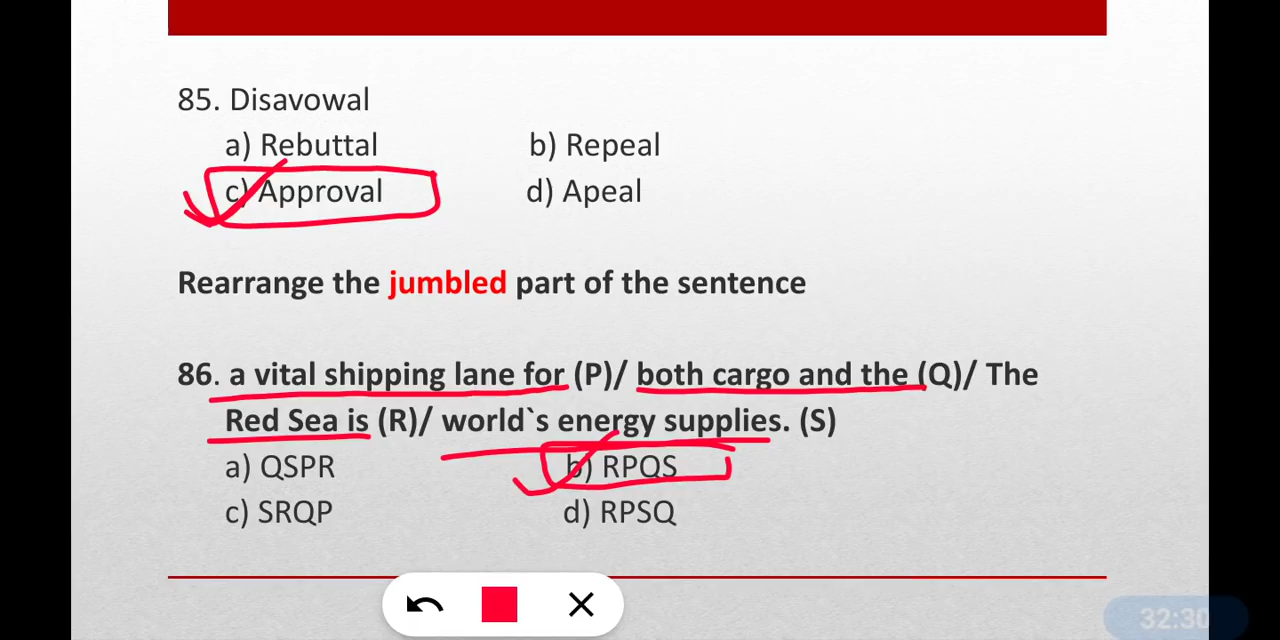 85. Disavowal
a) Rebuttal b) Repeal
c) Approval d) Apeal
Rearrange the jumbled part of the sentence
86. a vital shipping lane for (P)/ both cargo and the (Q)/ The
Red Sea is (R)/ world`s energy supplies. (S)
a) QSPR b) RPQS
c) SRQP d) RPSQ
32:30